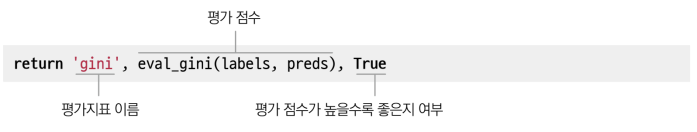 평가 점수
return 'gini', eval_gini(labels, preds), True
평가지표 이름
평가 점수가 높을수록 좋은지 여부